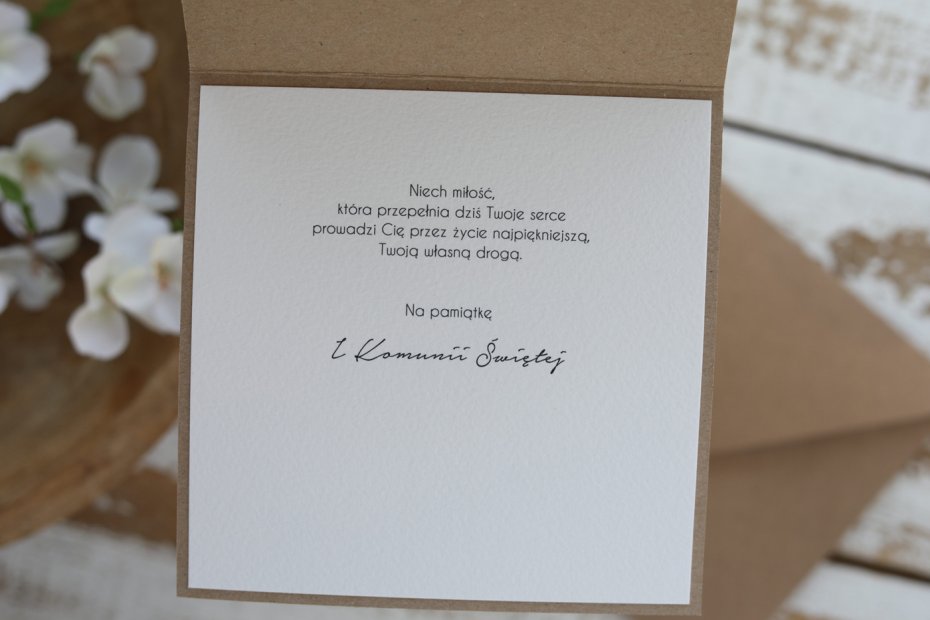 Niech miłość,
która przepełnia dziś Twoje serce
prowadzi Cię przez życie najpiękniejszą,
Twoją własną drogą.
Na pamiątkę
I Komunii Świętej